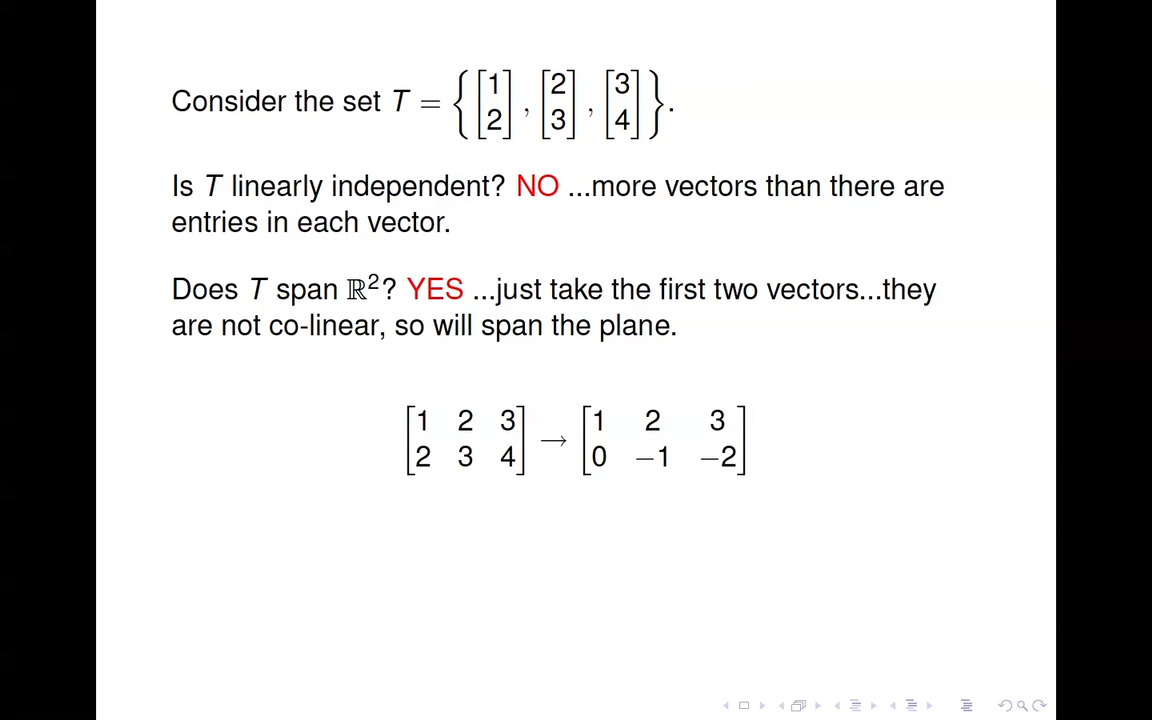 Consider the set T = { [1 2], [2 3], [3 4] }.
Is T linearly independent? NO ...more vectors than there are
entries in each vector.
Does T span ℝ²? YES ...just take the first two vectors...they
are not co-linear, so will span the plane.
[1 2 3; 2 3 4] → [1 2 3; 0 −1 −2]